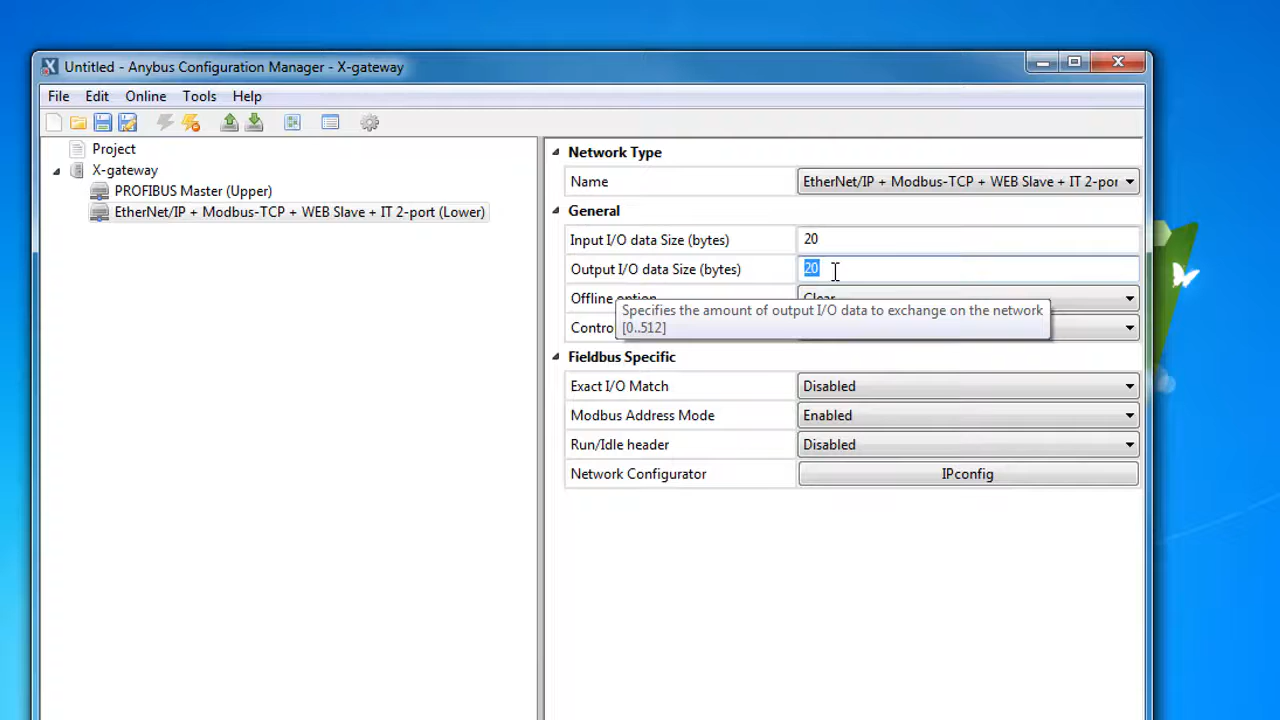 Untitled - Anybus Configuration Manager - X-gateway
File Edit Online Tools Help
Project
X-gateway
PROFIBUS Master (Upper)
EtherNet/IP + Modbus-TCP + WEB Slave + IT 2-port (Lower)
Network Type
Name EtherNet/IP + Modbus-TCP + WEB Slave + IT 2-por
General
Input I/O data Size (bytes) 20
Output I/O data Size (bytes) 20
Offline option Clear
Specifies the amount of output I/O data to exchange on the network
[0..512]
Contro
Fieldbus Specific
Exact I/O Match Disabled
Modbus Address Mode Enabled
Run/Idle header Disabled
Network Configurator IPconfig